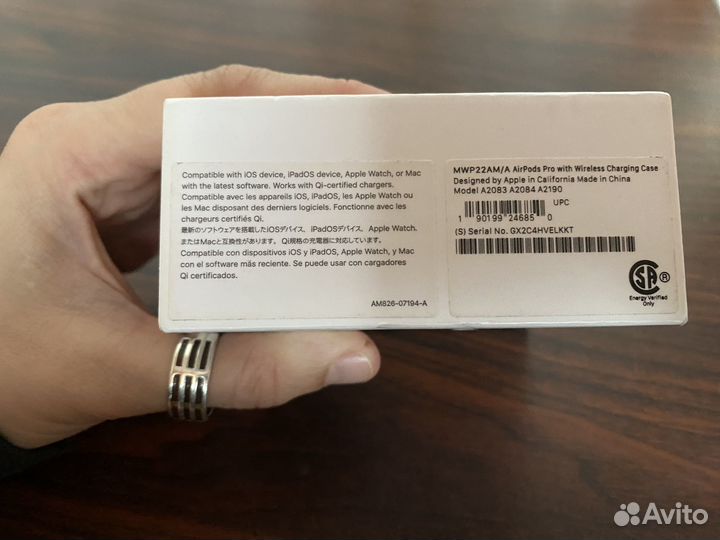 Compatible with iOS device, iPadOS device, Apple Watch, or Mac
with the latest software. Works with Qi-certified chargers.
Compatible avec les appareils iOS, iPadOS, les Apple Watch ou
les Mac disposant des derniers logiciels. Fonctionne avec les
chargeurs certifiés Qi.
最新のソフトウェアを搭載したiOSデバイス、iPadOSデバイス、Apple Watch、
またはMacと互換性があります。Qi規格の充電器に対応しています。
Compatible con dispositivos iOS y iPadOS, Apple Watch, y Mac
con el software más reciente. Se puede usar con cargadores
Qi certificados.
AM826-07194-A
MWP22AM/A AirPods Pro with Wireless Charging Case
Designed by Apple in California Made in China
Model A2083 A2084 A2190
UPC
1 90199 24685 0
(S) Serial No. GX2C4HVELKKT
SA ®
Energy Verified
Only
Avito